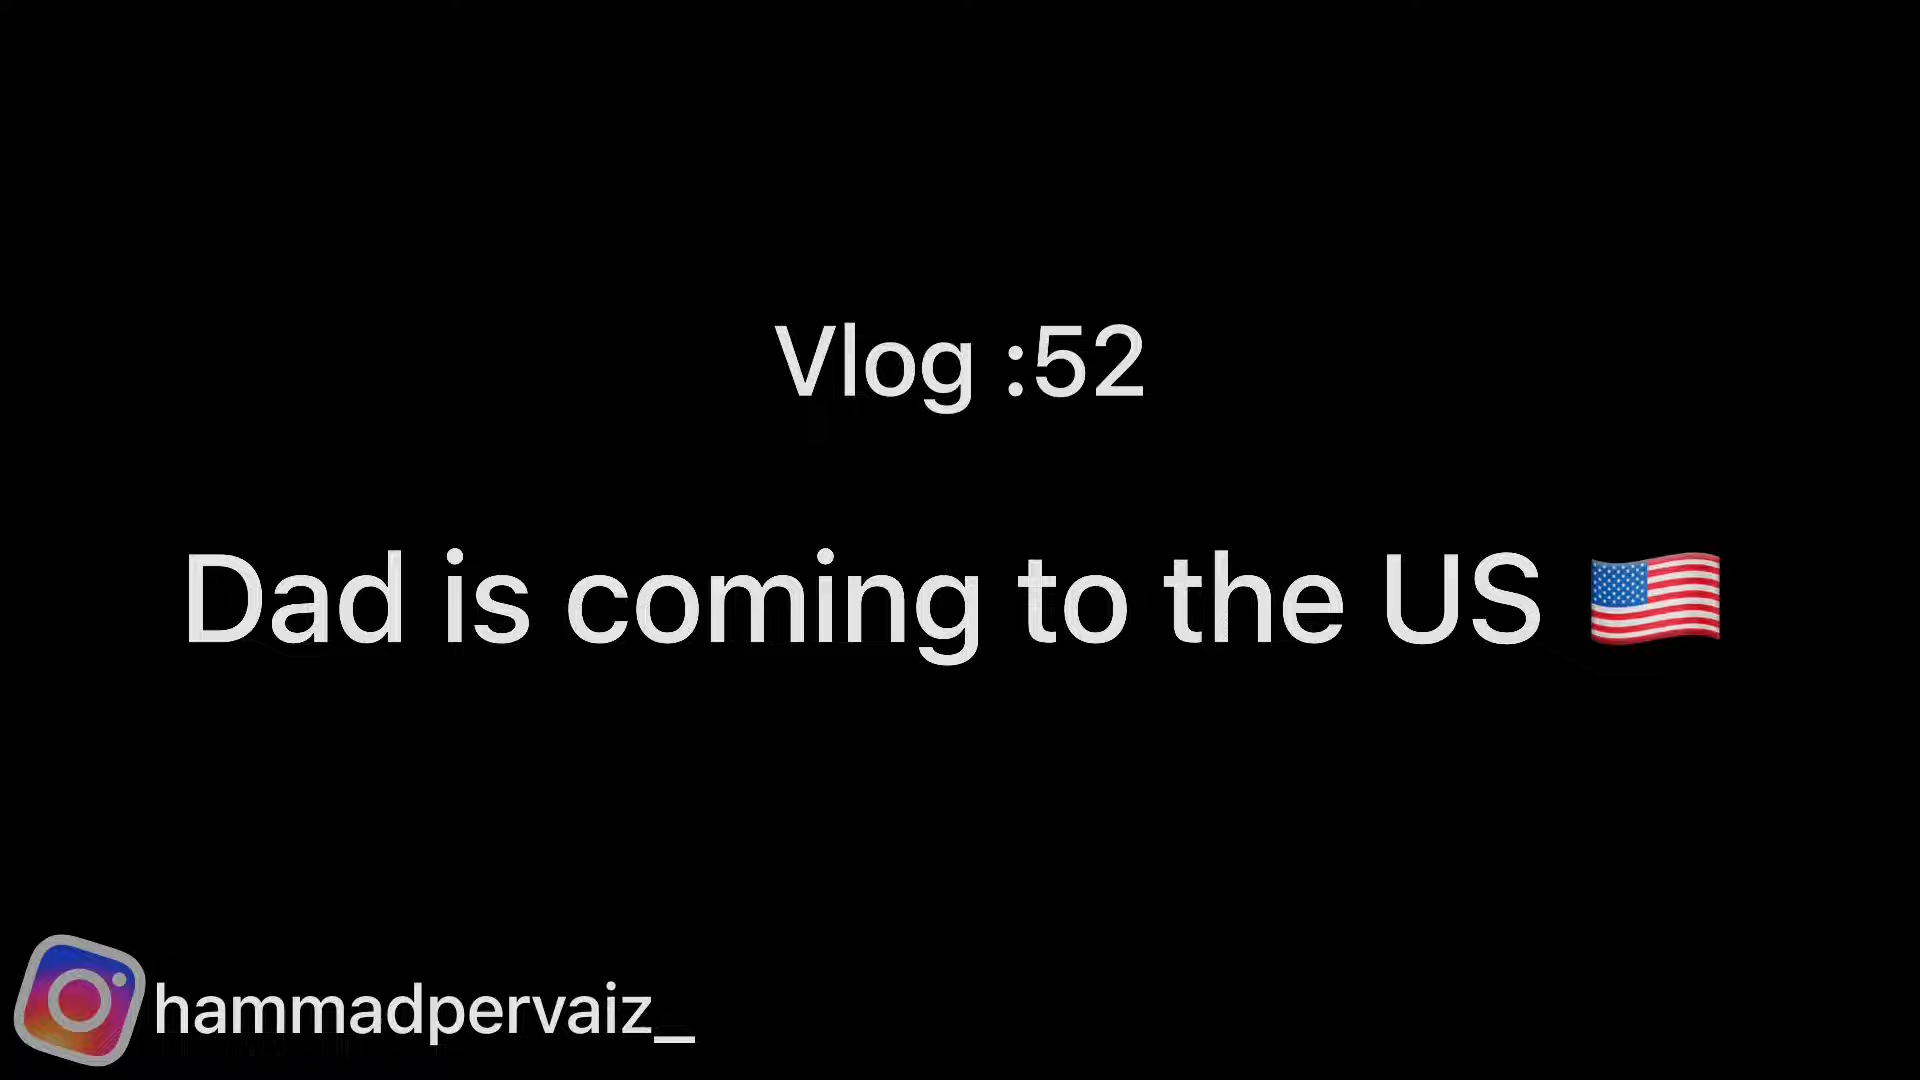 Vlog :52
Dad is coming to the US 🇺🇸
hammadpervaiz_